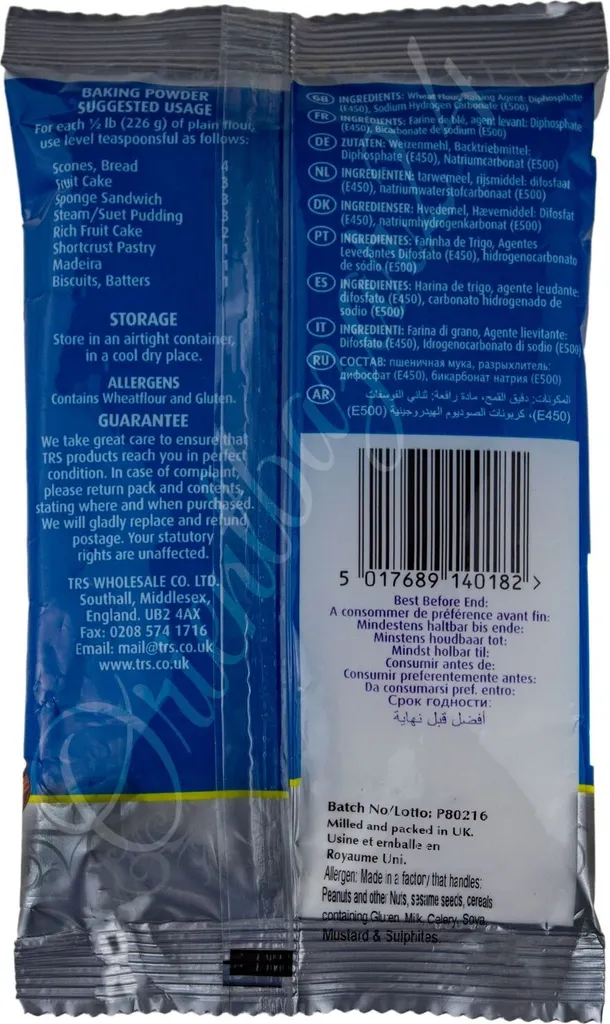 BAKING POWDER
SUGGESTED USAGE
For each ½ lb (226 g) of plain flour,
use level teaspoonsful as follows:
Scones, Bread 4
Fruit Cake 3
Sponge Sandwich 3
Steam/Suet Pudding 3
Rich Fruit Cake 2
Shortcrust Pastry 1
Madeira 1
Biscuits, Batters 1
STORAGE
Store in an airtight container,
in a cool dry place.
ALLERGENS
Contains Wheatflour and Gluten.
GUARANTEE
We take great care to ensure that
TRS products reach you in perfect
condition. In case of complaint,
please return pack and contents,
stating where and when purchased.
We will gladly replace and refund
postage. Your statutory
rights are unaffected.
TRS WHOLESALE CO. LTD.
Southall, Middlesex,
England. UB2 4AX
Fax: 0208 574 1716
Email: mail@trs.co.uk
www.trs.co.uk
GB INGREDIENTS: Wheat Flour, Raising Agent: Diphosphate
(E450), Sodium Hydrogen Carbonate (E500)
FR INGREDIENTS: Farine de blé, agent levant: Diphosphate
(E450), Bicarbonate de sodium (E500)
DE ZUTATEN: Weizenmehl, Backtriebmittel:
Diphosphate (E450), Natriumcarbonat (E500)
NL INGREDIËNTEN: tarwemeel, rijsmiddel: difosfaat
(E450), natriumwaterstofcarbonaat (E500)
DK INGREDIENSER: Hvedemel, Hævemiddel: Difosfat
(E450), natriumhydrogenkarbonat (E500)
PT INGREDIENTES: Farinha de Trigo, Agentes
Levedantes Difosfato (E450), hidrogenocarbonato
de sódio (E500)
ES INGREDIENTES: Harina de trigo, agente leudante:
difosfato (E450), carbonato hidrogenado de
sodio (E500)
IT INGREDIENTI: Farina di grano, Agente lievitante:
Difosfato (E450), Idrogenocarbonato di sodio (E500)
RU СОСТАВ: пшеничная мука, разрыхлитель:
дифосфат (E450), бикарбонат натрия (E500)
AR المكونات: دقيق القمح، مادة رافعة: ثنائي الفوسفات
(E450)، كربونات الصوديوم الهيدروجينية (E500)
5 017689 140182 >
Best Before End:
A consommer de préférence avant fin:
Mindestens haltbar bis ende:
Minstens houdbaar tot:
Mindst holbar til:
Consumir antes de:
Consumir preferentemente antes:
Da consumarsi pref. entro:
Срок годности:
أفضل قبل نهاية:
Batch No/Lotto: P80216
Milled and packed in UK.
Usine et emballe en
Royaume Uni.
Allergen: Made in a factory that handles:
Peanuts and other Nuts, sesame seeds, cereals
containing Gluten, Milk, Celery, Soya,
Mustard & Sulphites